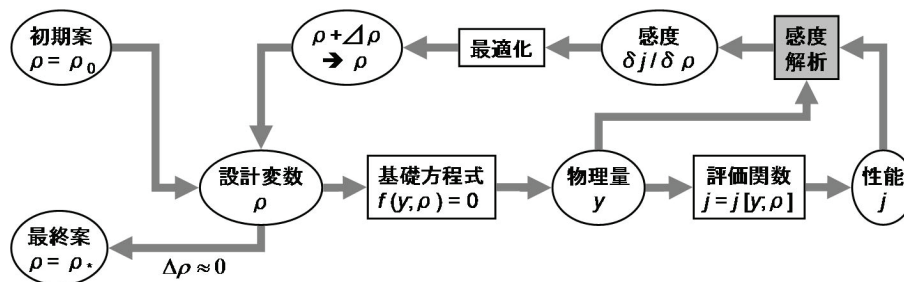 初期案
ρ = ρ₀
ρ + Δρ
➔ ρ
最適化
感度
δ j / δ ρ
感度
解析
設計変数
ρ
基礎方程式
f (y; ρ) = 0
物理量
y
評価関数
j = j [y; ρ]
性能
j
最終案
ρ = ρ*
Δρ ≈ 0